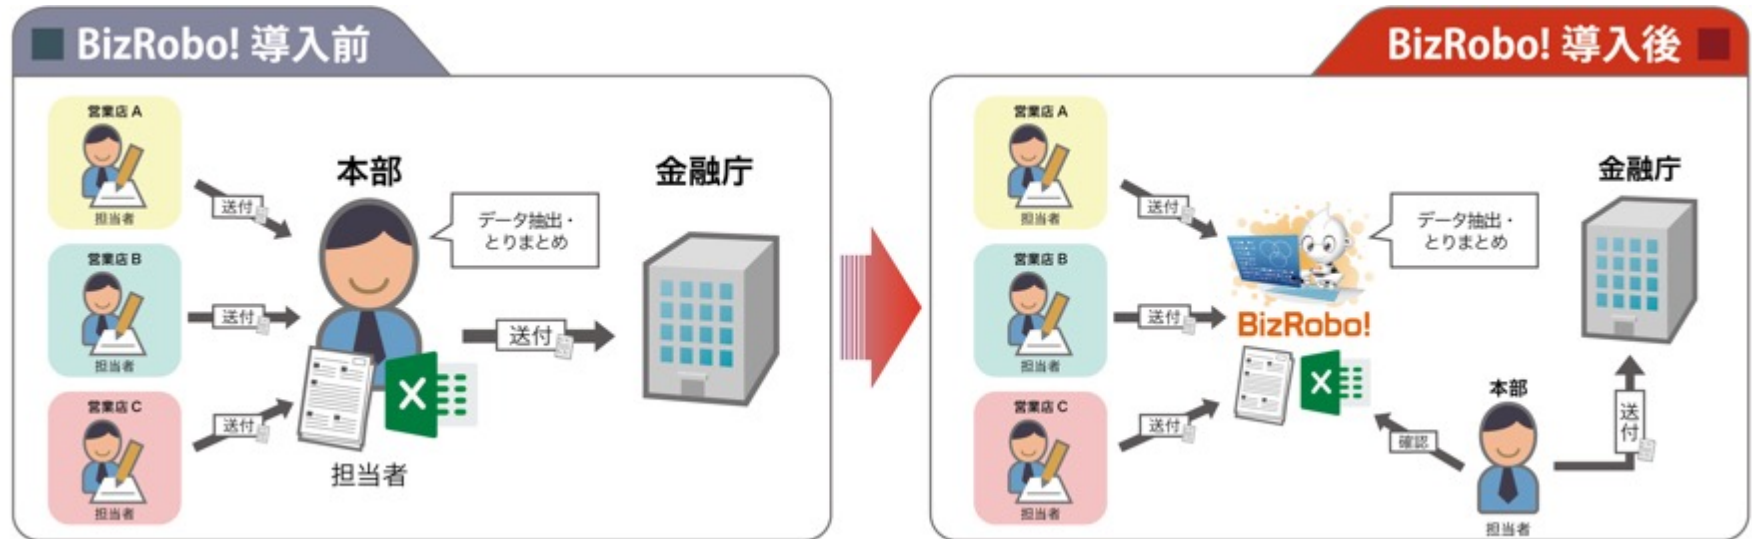 BizRobo! 導入前
営業店 A
担当者
送付
営業店 B
担当者
送付
営業店 C
担当者
送付
本部
データ抽出・
とりまとめ
担当者
送付
金融庁
BizRobo! 導入後
営業店 A
担当者
送付
営業店 B
担当者
送付
営業店 C
担当者
送付
データ抽出・
とりまとめ
BizRobo!
確認
本部
担当者
送付
金融庁